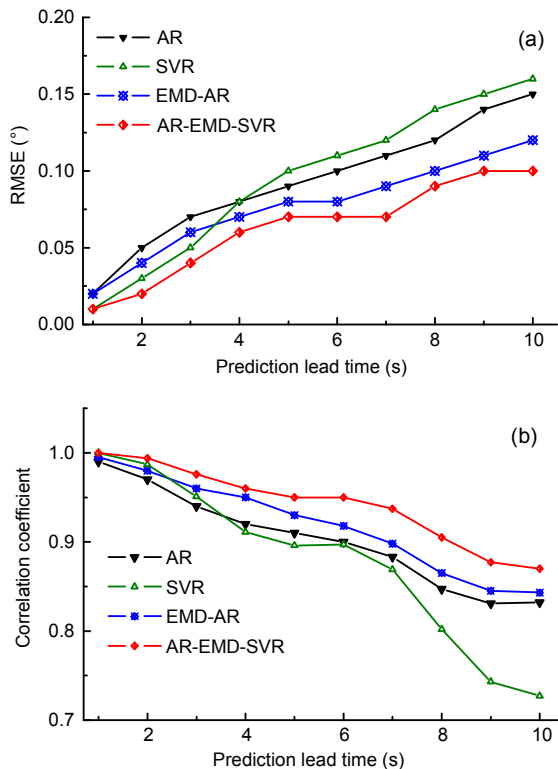 (a)
AR
SVR
EMD-AR
AR-EMD-SVR
RMSE (°)
0.20
0.15
0.10
0.05
0.00
2 4 6 8 10
Prediction lead time (s)
(b)
AR
SVR
EMD-AR
AR-EMD-SVR
Correlation coefficient
1.0
0.9
0.8
0.7
2 4 6 8 10
Prediction lead time (s)